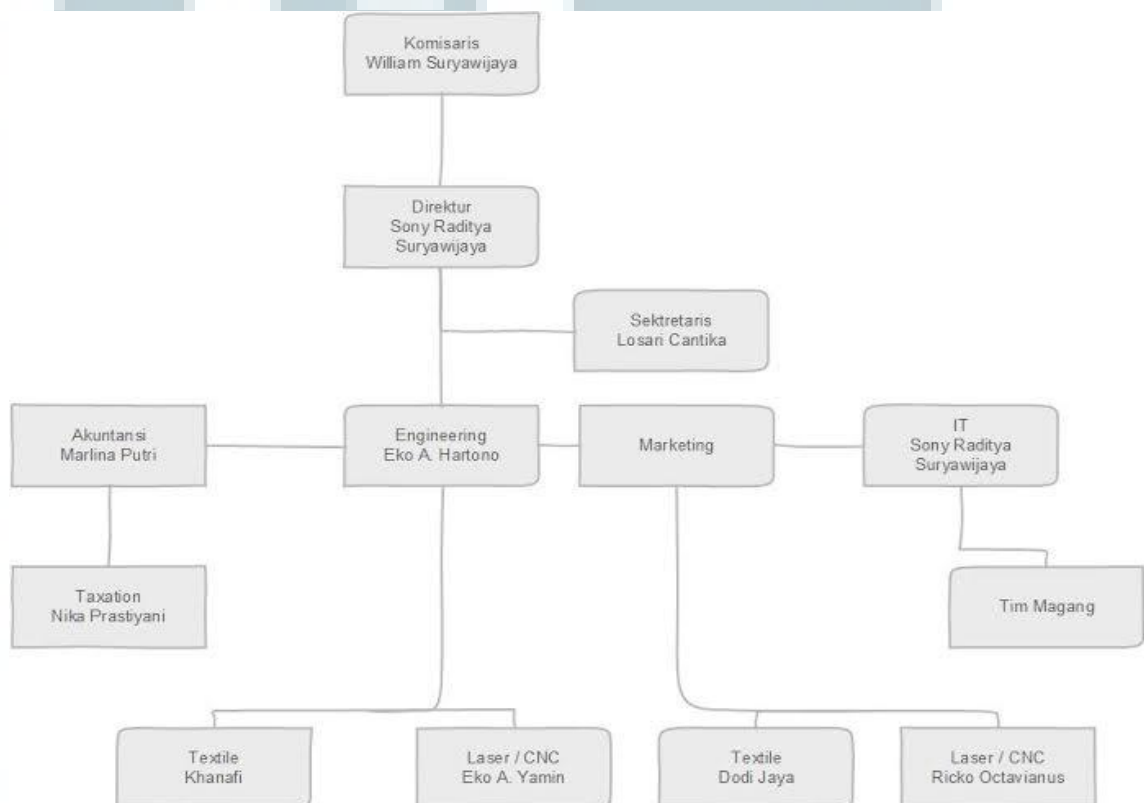 Komisaris
William Suryawijaya
Direktur
Sony Raditya
Suryawijaya
Sektretaris
Losari Cantika
Akuntansi
Marlina Putri
Engineering
Eko A. Hartono
Marketing
IT
Sony Raditya
Suryawijaya
Taxation
Nika Prastiyani
Tim Magang
Textile
Khanafi
Laser / CNC
Eko A. Yamin
Textile
Dodi Jaya
Laser / CNC
Ricko Octavianus